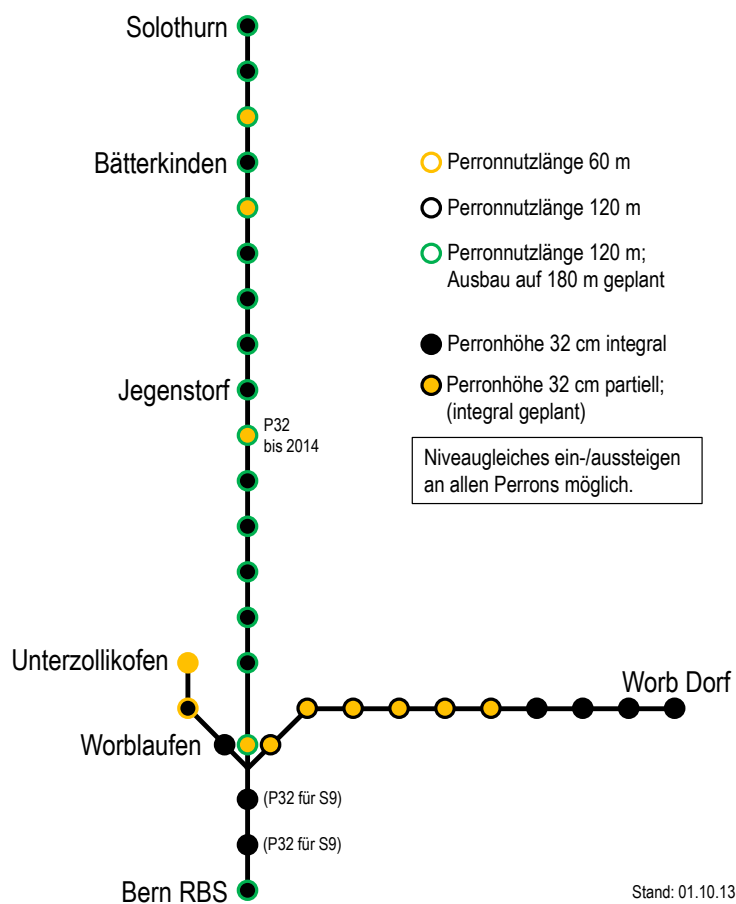 Solothurn
Bätterkinden
Perronnutzlänge 60 m
Perronnutzlänge 120 m
Perronnutzlänge 120 m;
Ausbau auf 180 m geplant
Perronhöhe 32 cm integral
Jegenstorf
Perronhöhe 32 cm partiell;
(integral geplant)
P32
bis 2014
Niveaugleiches ein-/aussteigen
an allen Perrons möglich.
Unterzollikofen
Worb Dorf
Worblaufen
(P32 für S9)
(P32 für S9)
Bern RBS
Stand: 01.10.13